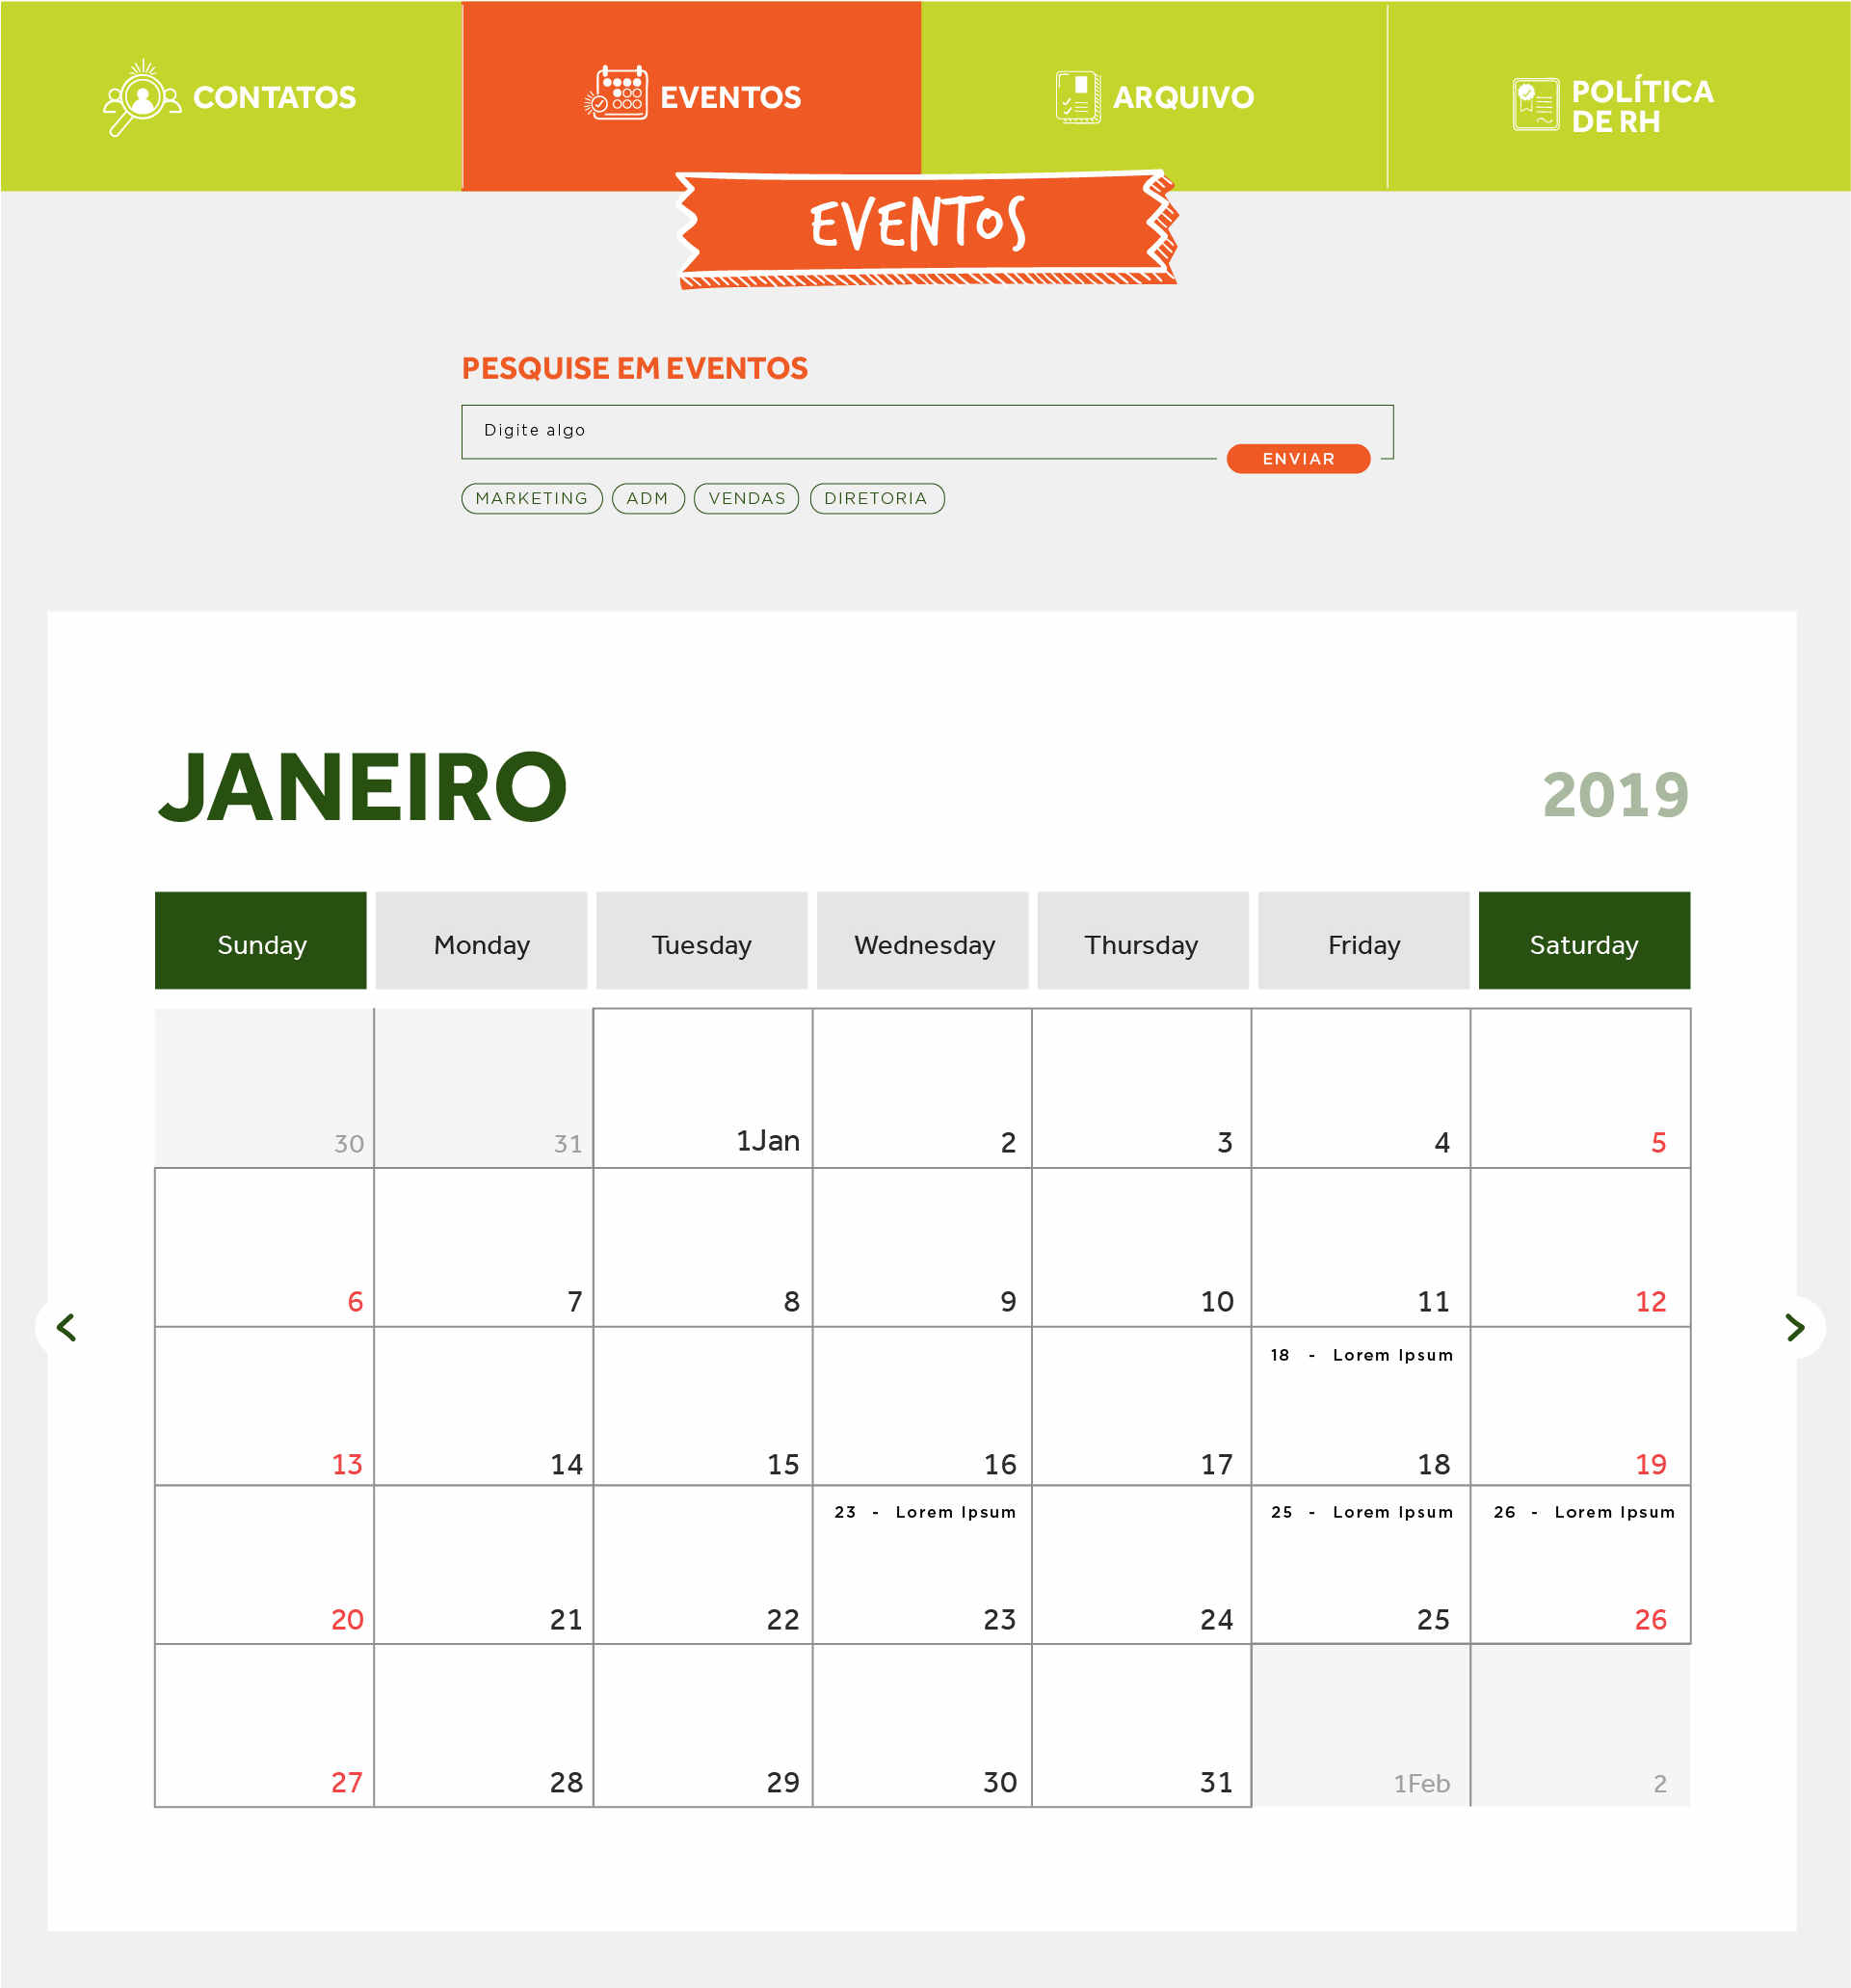 CONTATOS
EVENTOS
ARQUIVO
POLÍTICA
DE RH
EVENTOS
PESQUISE EM EVENTOS
Digite algo
ENVIAR
MARKETING ADM VENDAS DIRETORIA
JANEIRO
2019
Sunday Monday Tuesday Wednesday Thursday Friday Saturday
30 31 1Jan 2 3 4 5
6 7 8 9 10 11 12
18 - Lorem Ipsum
13 14 15 16 17 18 19
23 - Lorem Ipsum 25 - Lorem Ipsum 26 - Lorem Ipsum
20 21 22 23 24 25 26
27 28 29 30 31 1Feb 2